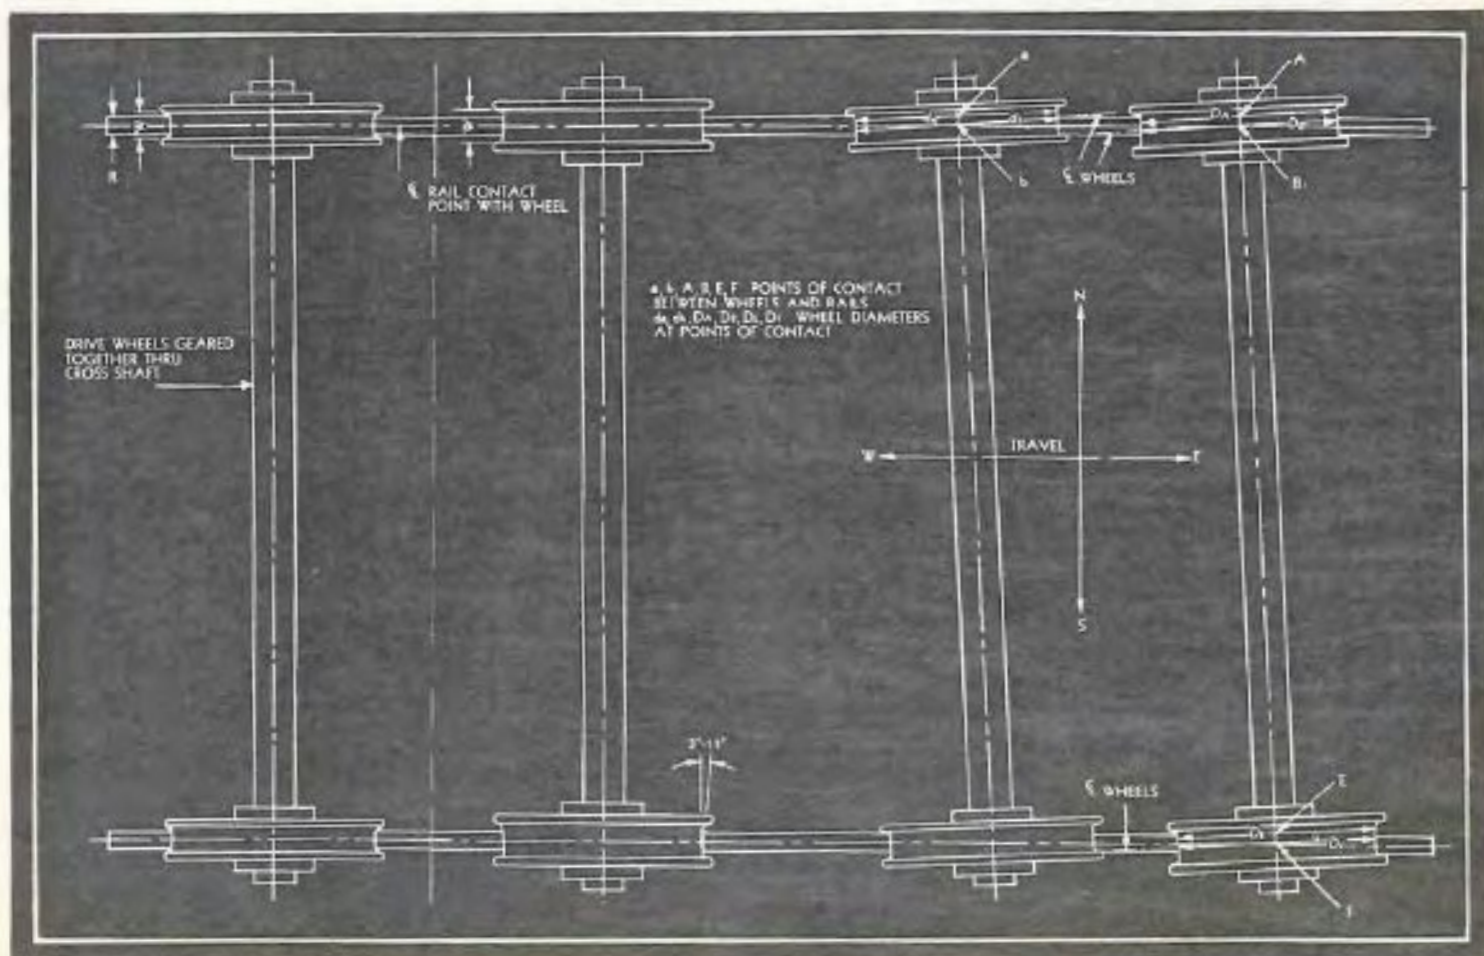 a
A
R
W
℄ RAIL CONTACT
POINT WITH WHEEL
b
℄ WHEELS
B
a, b, A, B, E, F POINTS OF CONTACT
BETWEEN WHEELS AND RAILS
WHEEL DIAMETERS
AT POINTS OF CONTACT
N
DRIVE WHEELS GEARED
TOGETHER THRU
CROSS SHAFT
W
TRAVEL
E
S
℄ WHEELS
E
F